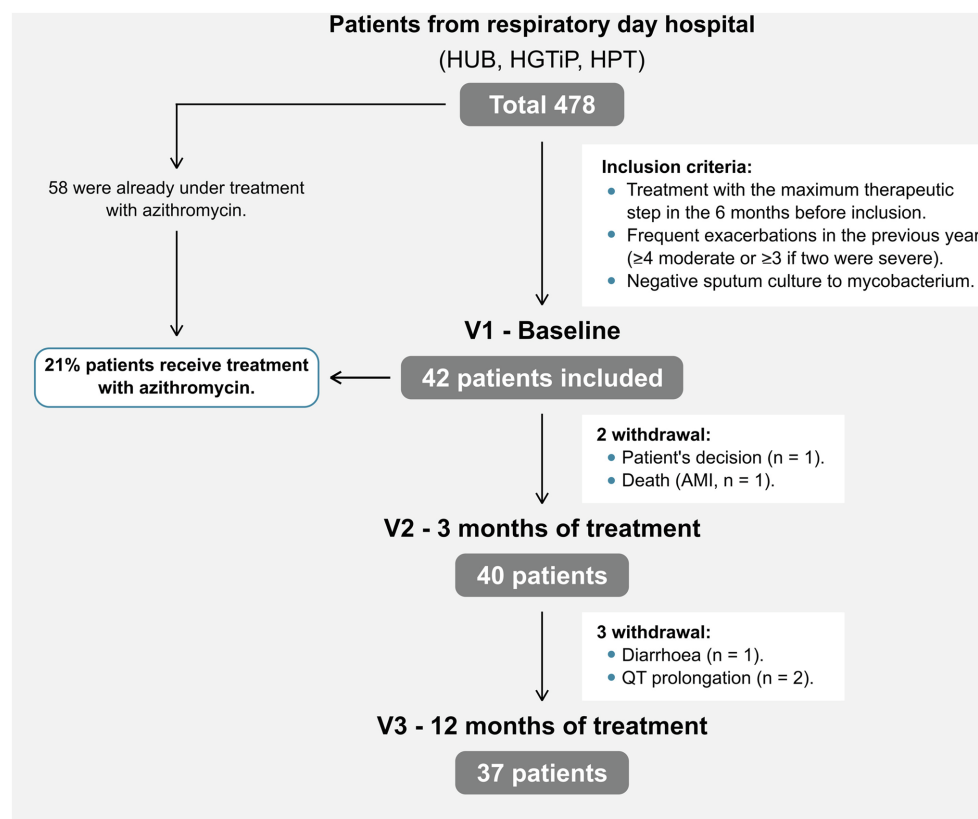 Patients from respiratory day hospital
(HUB, HGTiP, HPT)
Total 478
58 were already under treatment
with azithromycin.
Inclusion criteria:
• Treatment with the maximum therapeutic
step in the 6 months before inclusion.
• Frequent exacerbations in the previous year
(≥4 moderate or ≥3 if two were severe).
• Negative sputum culture to mycobacterium.
V1 - Baseline
21% patients receive treatment
with azithromycin.
42 patients included
2 withdrawal:
• Patient's decision (n = 1).
• Death (AMI, n = 1).
V2 - 3 months of treatment
40 patients
3 withdrawal:
• Diarrhoea (n = 1).
• QT prolongation (n = 2).
V3 - 12 months of treatment
37 patients